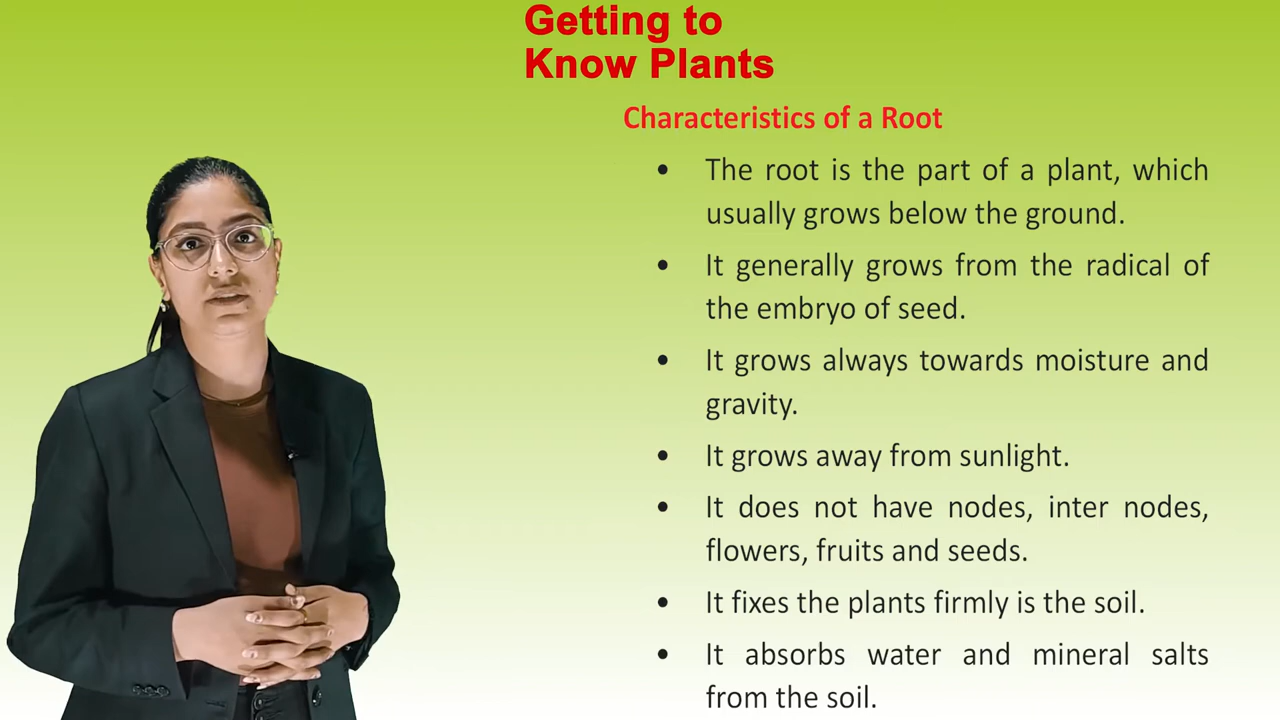 Getting to
Know Plants
Characteristics of a Root
• The root is the part of a plant, which
usually grows below the ground.
• It generally grows from the radical of
the embryo of seed.
• It grows always towards moisture and
gravity.
• It grows away from sunlight.
• It does not have nodes, inter nodes,
flowers, fruits and seeds.
• It fixes the plants firmly is the soil.
• It absorbs water and mineral salts
from the soil.